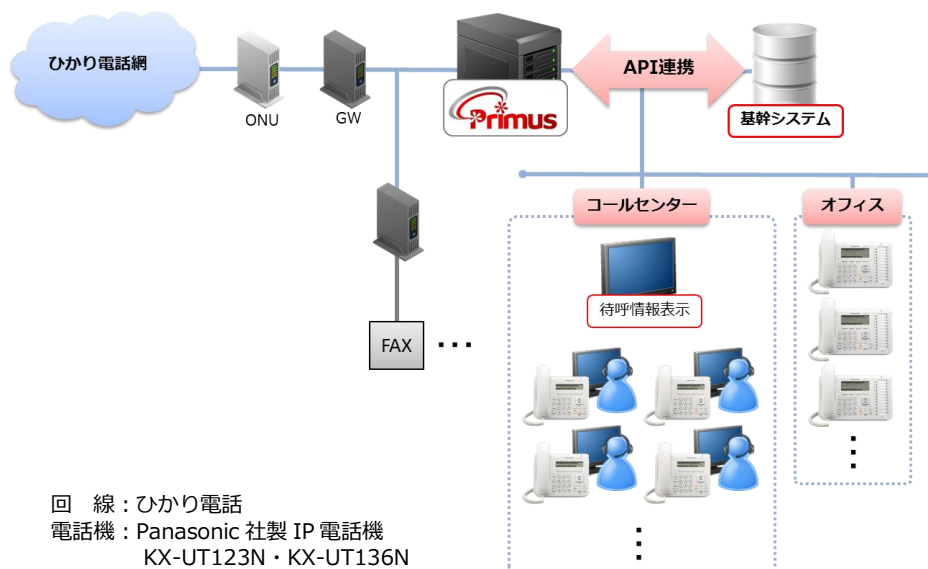 ひかり電話網
ONU
GW
Primus
API連携
基幹システム
コールセンター
オフィス
待呼情報表示
FAX
回　線：ひかり電話
電話機：Panasonic 社製 IP 電話機
KX-UT123N・KX-UT136N